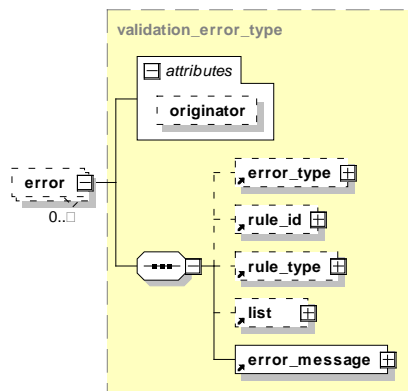 validation_error_type
attributes
originator
error
0..□
error_type
rule_id
rule_type
list
error_message